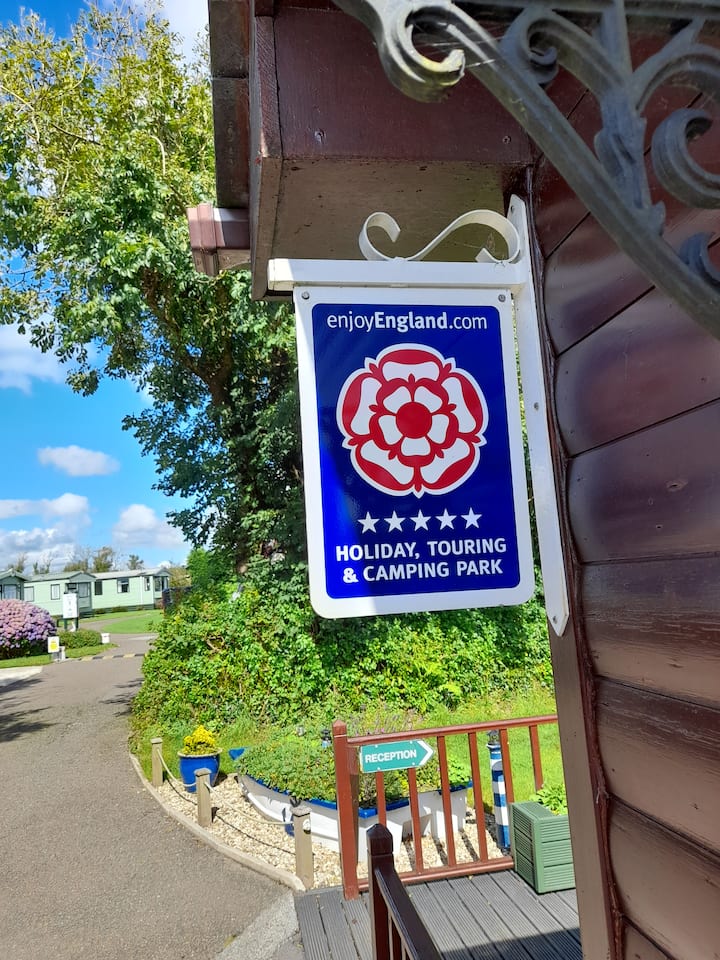 enjoyEngland.com
HOLIDAY, TOURING
& CAMPING PARK
RECEPTION